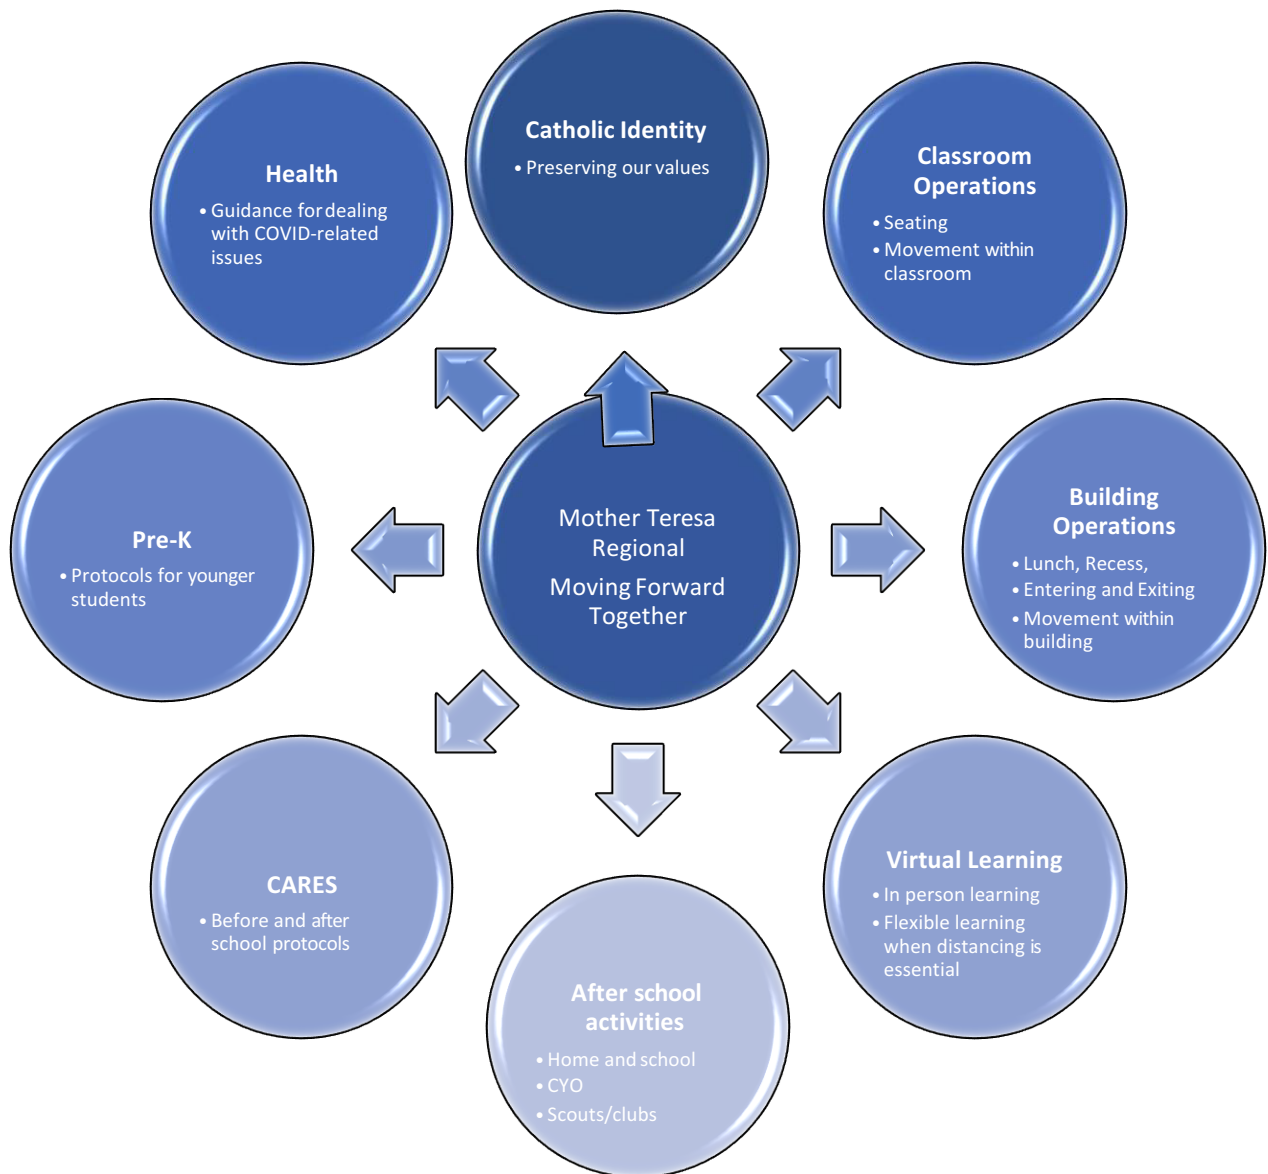 Catholic Identity
• Preserving our values
Classroom
Operations
• Seating
• Movement within
classroom
Building
Operations
• Lunch, Recess,
• Entering and Exiting
• Movement within
building
Virtual Learning
• In person learning
• Flexible learning
when distancing is
essential
After school
activities
• Home and school
• CYO
• Scouts/clubs
CARES
• Before and after
school protocols
Pre-K
• Protocols for younger
students
Health
• Guidance for dealing
with COVID-related
issues
Mother Teresa
Regional
Moving Forward
Together